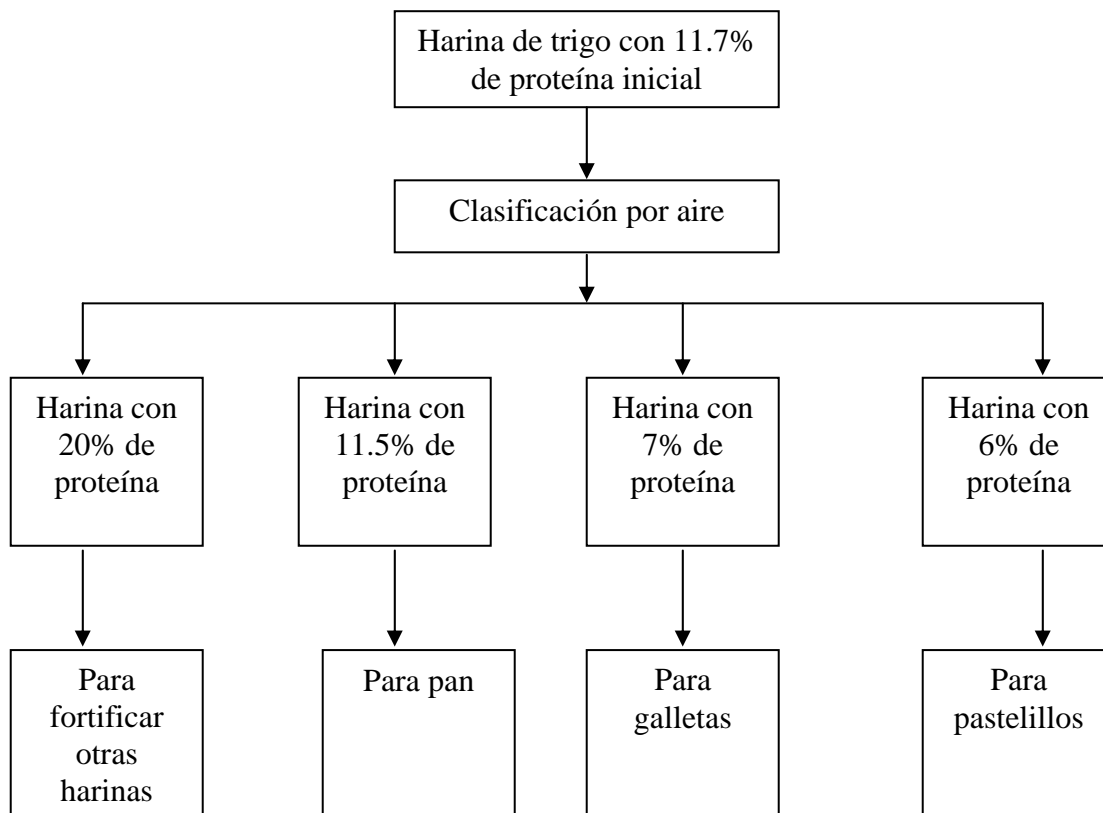 Harina de trigo con 11.7%
de proteína inicial
Clasificación por aire
Harina con
20% de
proteína
Harina con
11.5% de
proteína
Harina con
7% de
proteína
Harina con
6% de
proteína
Para
fortificar
otras
harinas
Para pan
Para
galletas
Para
pastelillos